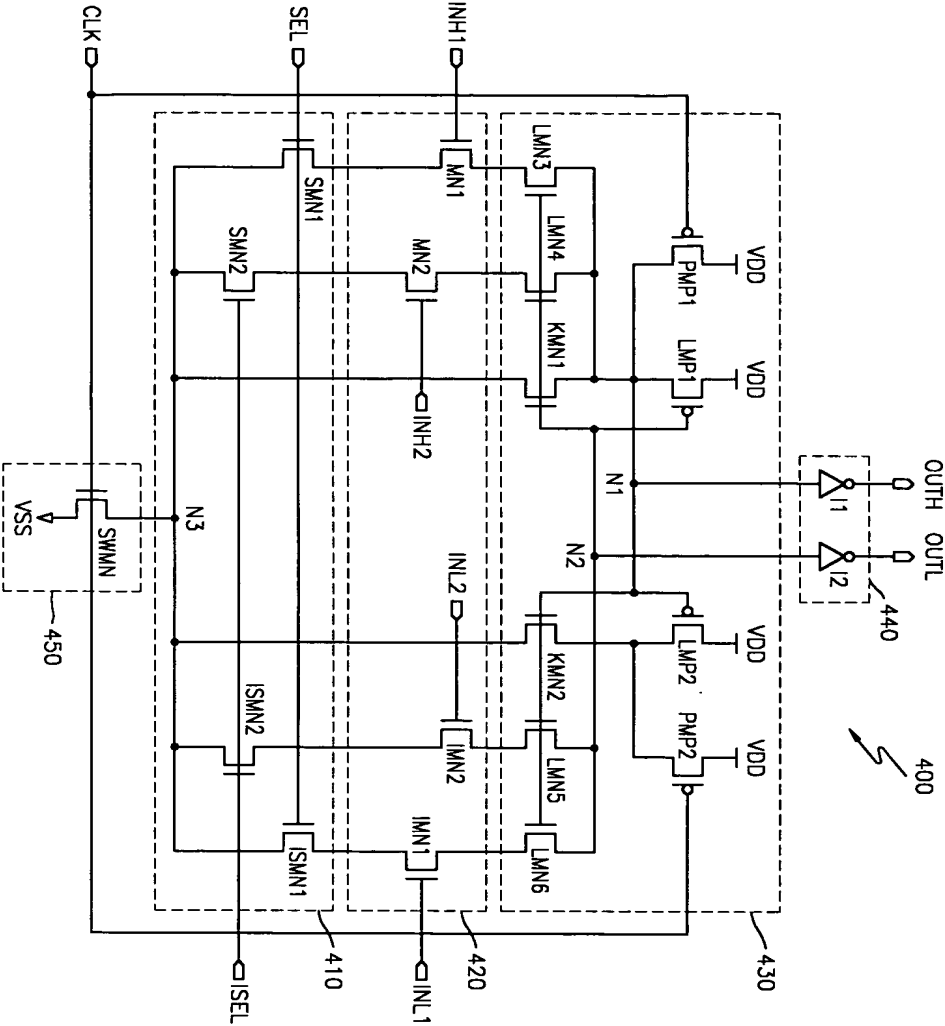 CLK
SEL
INH1
LMN3
MN1
SMN1
VDD
PMP1
LMN4
MN2
SMN2
VDD
LMP1
KMN1
INH2
OUTH
OUTL
N1
I1
N3
SWMN
VSS
N2
I2
440
450
INL2
VDD
LMP2
KMN2
ISMN2
IMN2
LMN5
VDD
PMP2
400
IMN1
ISMN1
LMN6
410
420
430
ISEL
INL1